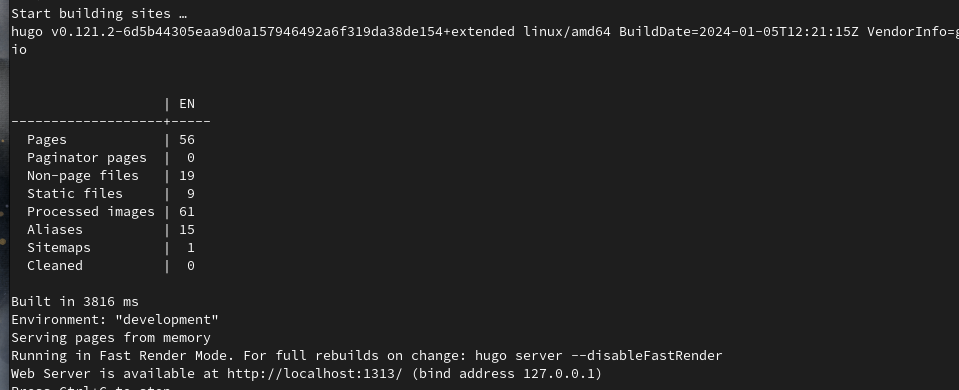 Start building sites …
hugo v0.121.2-6d5b44305eaa9d0a157946492a6f319da38de154+extended linux/amd64 BuildDate=2024-01-05T12:21:15Z VendorInfo=g
io
                   | EN
-------------------+-----
  Pages            | 56
  Paginator pages  |  0
  Non-page files   | 19
  Static files     |  9
  Processed images | 61
  Aliases          | 15
  Sitemaps         |  1
  Cleaned          |  0
Built in 3816 ms
Environment: "development"
Serving pages from memory
Running in Fast Render Mode. For full rebuilds on change: hugo server --disableFastRender
Web Server is available at http://localhost:1313/ (bind address 127.0.0.1)
Press Ctrl+C to stop